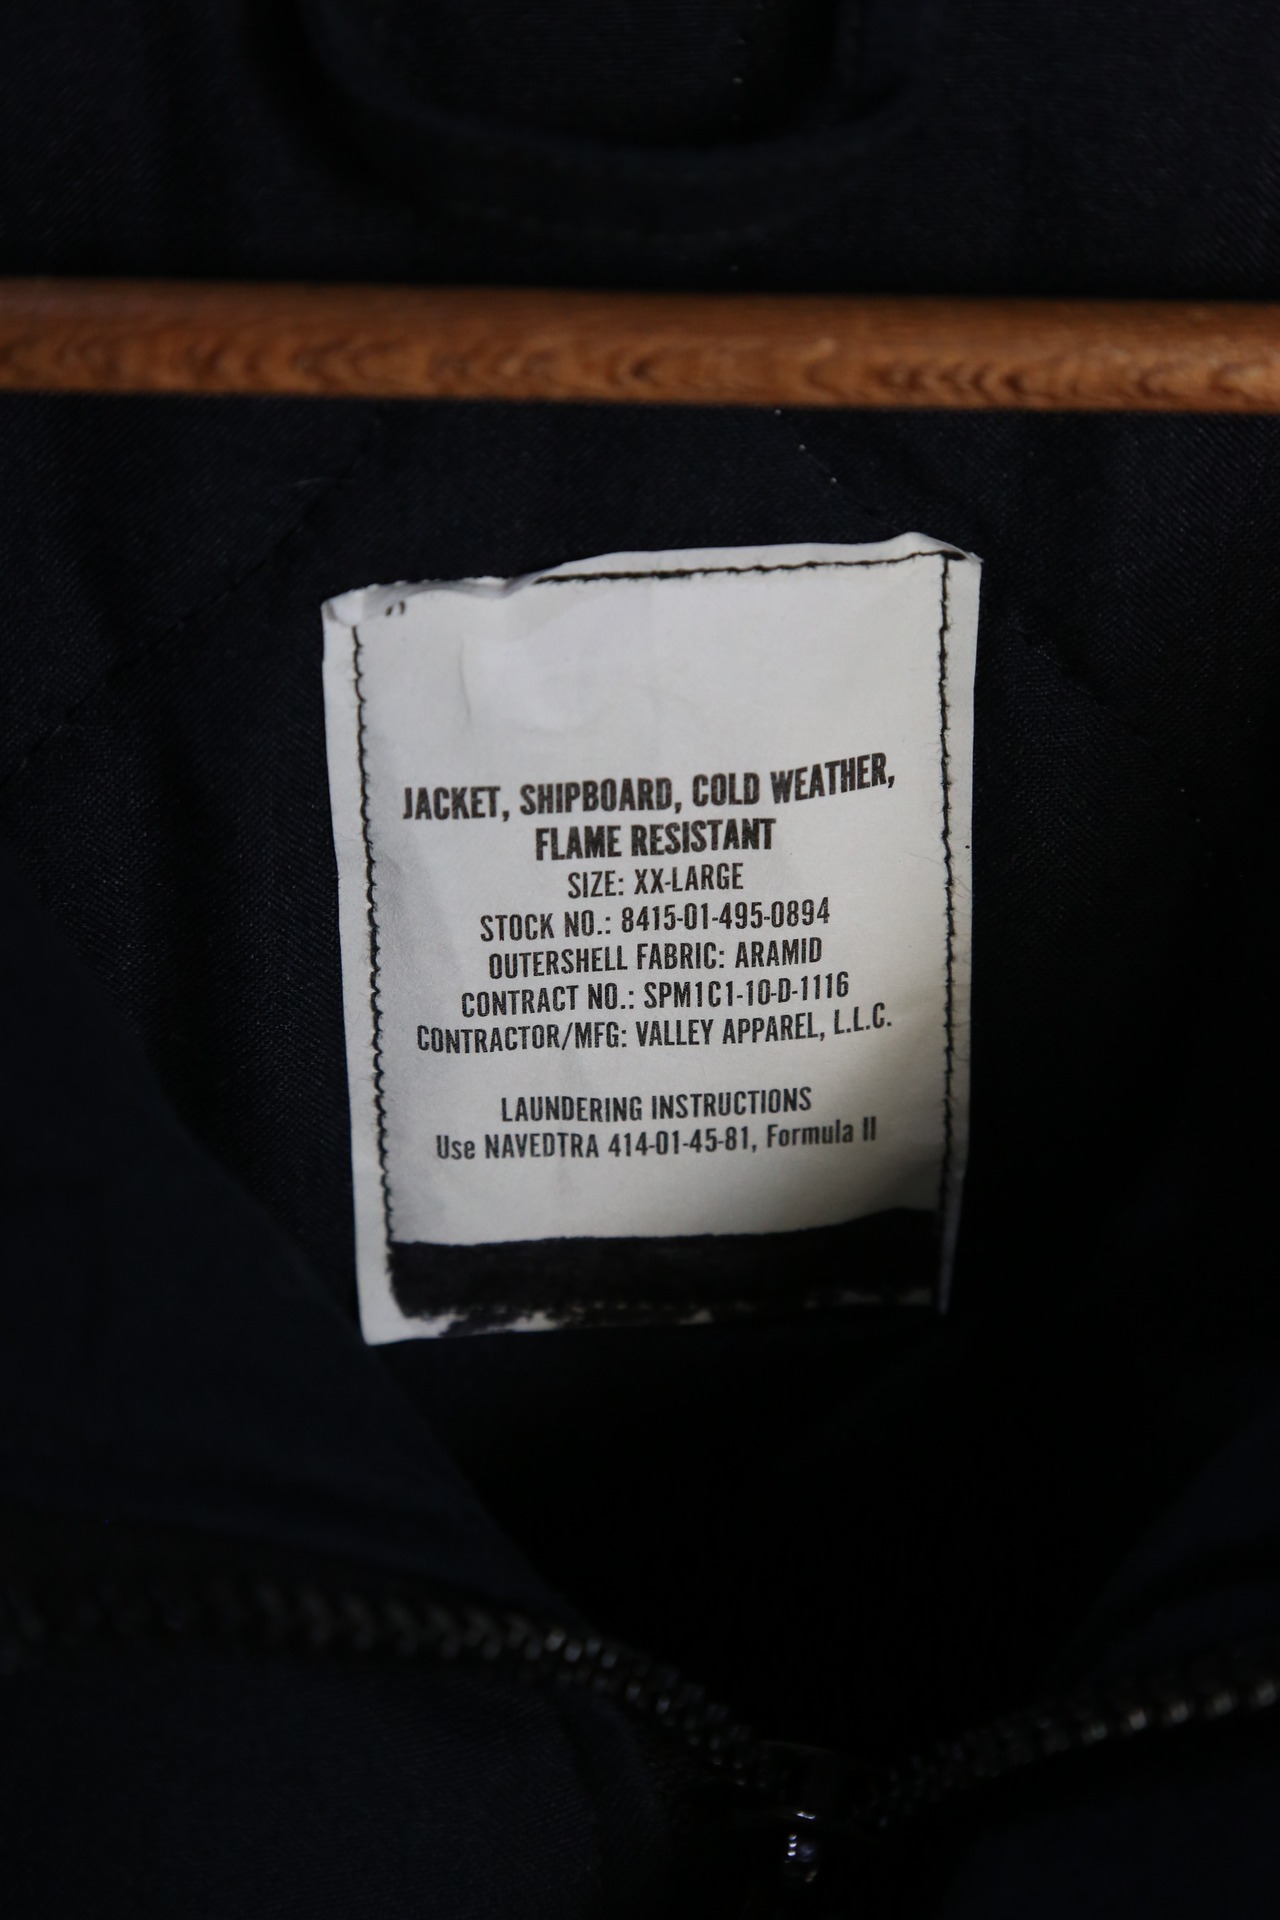 JACKET, SHIPBOARD, COLD WEATHER,
FLAME RESISTANT
SIZE: XX-LARGE
STOCK NO.: 8415-01-495-0894
OUTERSHELL FABRIC: ARAMID
CONTRACT NO.: SPM1C1-10-D-1116
CONTRACTOR/MFG: VALLEY APPAREL, L.L.C.
LAUNDERING INSTRUCTIONS
Use NAVEDTRA 414-01-45-81, Formula II